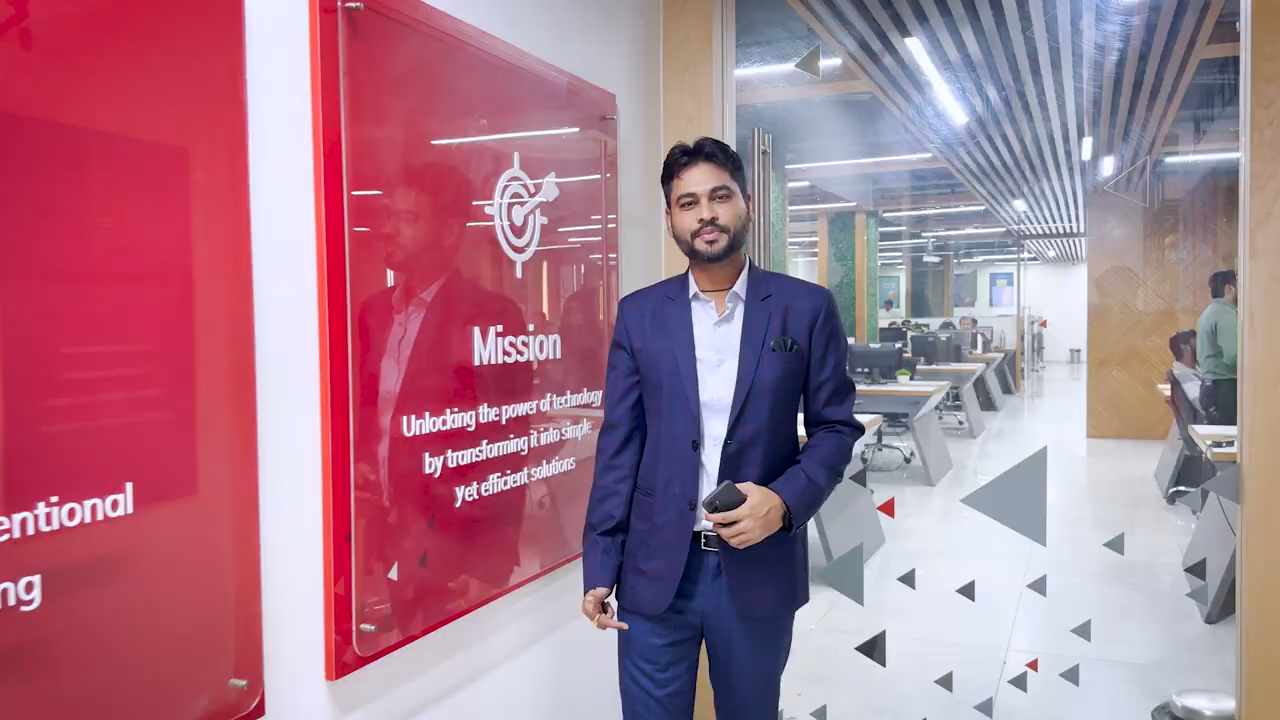 entional
ng
Mission
Unlocking the power of technology
by transforming it into simple
yet efficient solutions